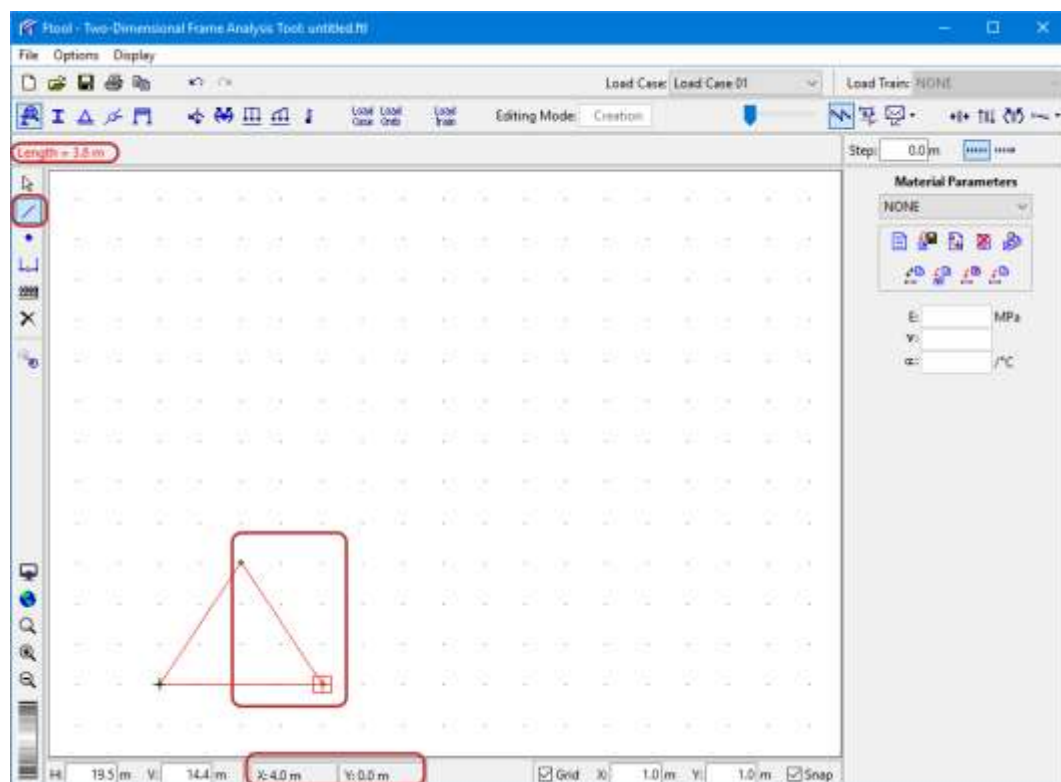 Ftool - Two-Dimensional Frame Analysis Tool: untitled.ftl
File Options Display
Load Case: Load Case 01 Load Train: NONE
Load Case Load Comb Load Train Editing Mode: Creation
Length = 3.6 m Step: 0.0 m
Material Parameters
NONE
E: MPa
ν:
α: /°C
H: 19.5 m V: 14.4 m X: 4.0 m Y: 0.0 m Grid X: 1.0 m Y: 1.0 m Snap